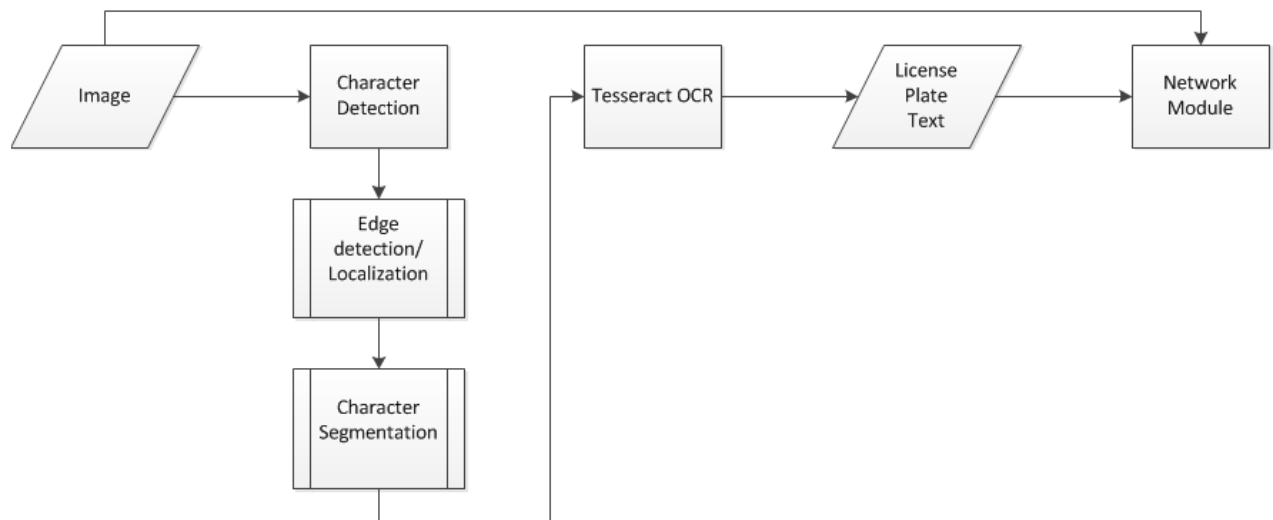 Image
Character
Detection
Tesseract OCR
License
Plate
Text
Network
Module
Edge
detection/
Localization
Character
Segmentation